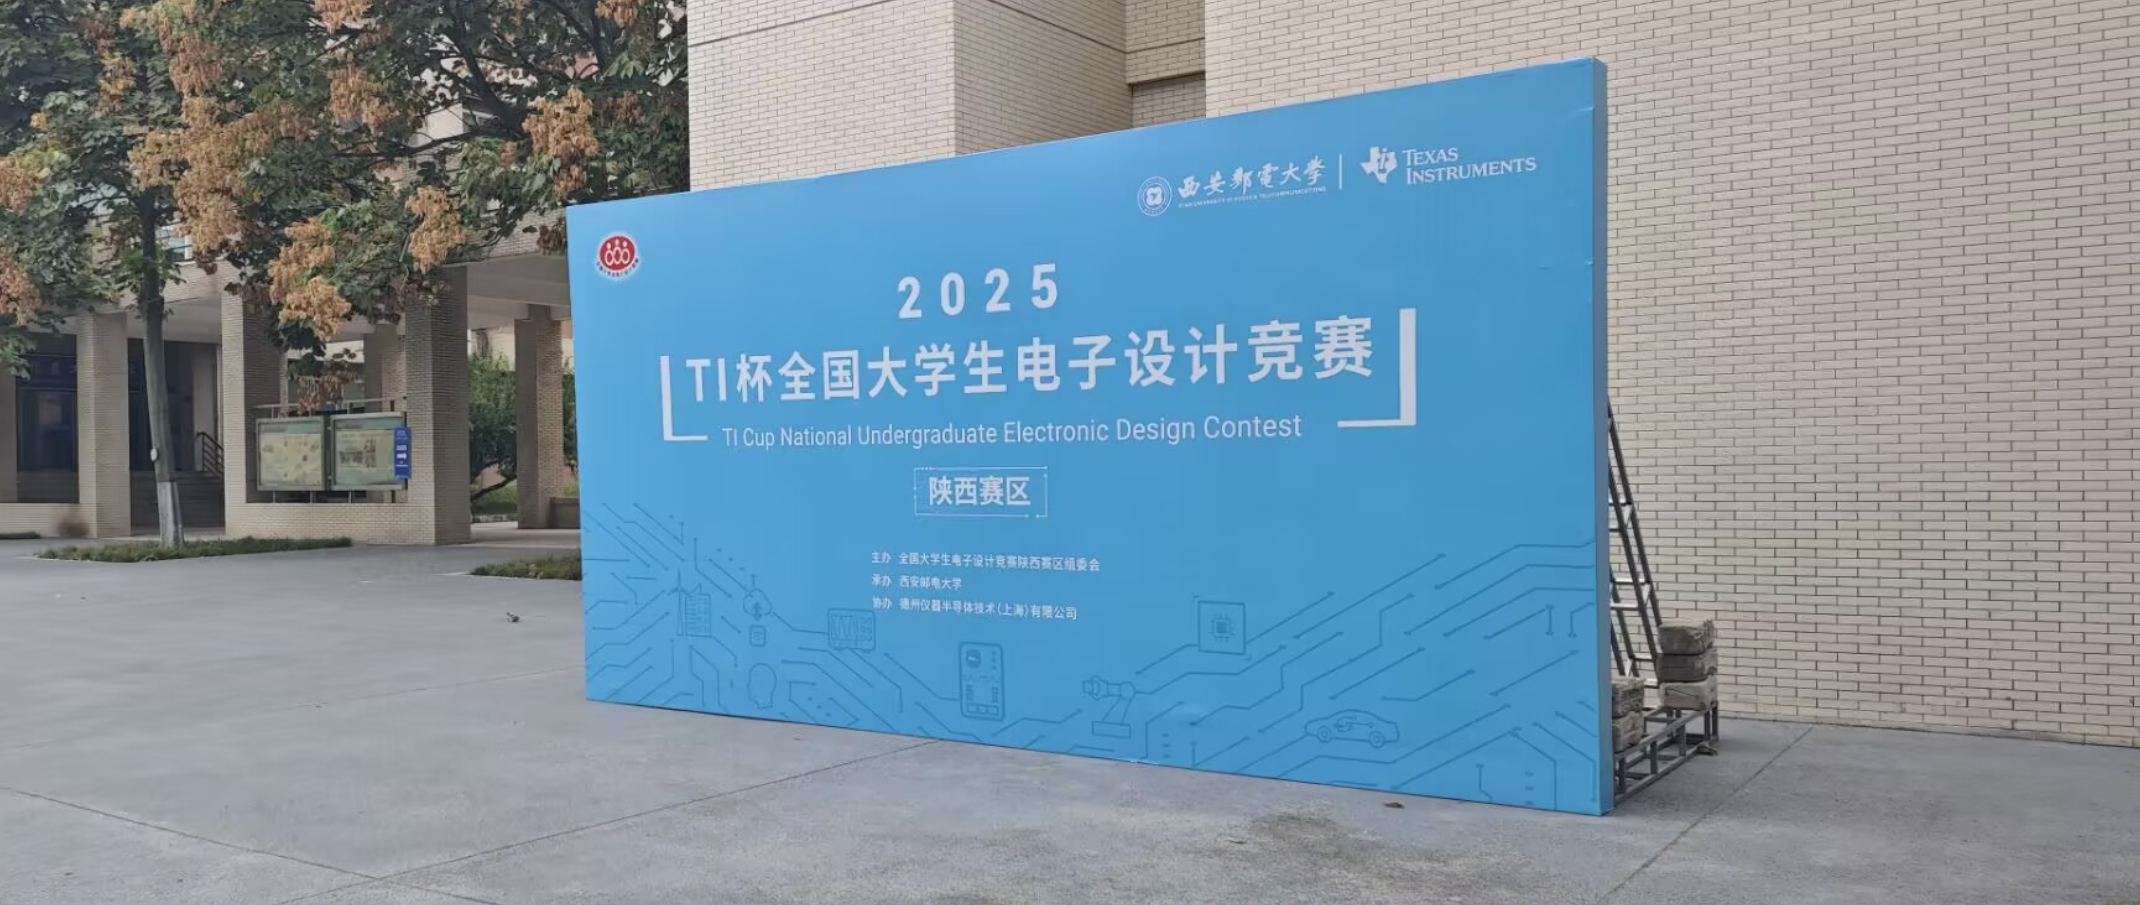 西安邮电大学
TEXAS INSTRUMENTS
2025
TI杯全国大学生电子设计竞赛
TI Cup National Undergraduate Electronic Design Contest
陕西赛区
主办 全国大学生电子设计竞赛陕西赛区组委会
承办 西安邮电大学
协办 德州仪器半导体技术(上海)有限公司